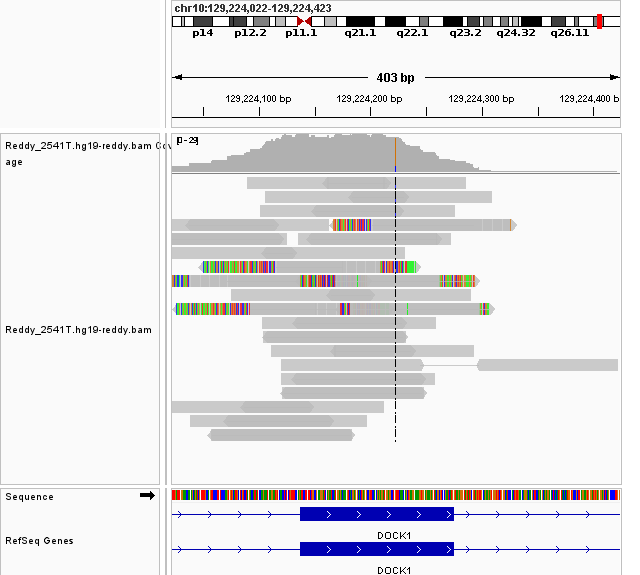 chr10:129,224,022-129,224,423
p14 p12.2 p11.1 q21.1 q22.1 q23.2 q24.32 q26.11
403 bp
129,224,100 bp 129,224,200 bp 129,224,300 bp 129,224,400 b
Reddy_2541T.hg19-reddy.bam Cov
age
[0-29]
Reddy_2541T.hg19-reddy.bam
Sequence
RefSeq Genes
DOCK1
DOCK1